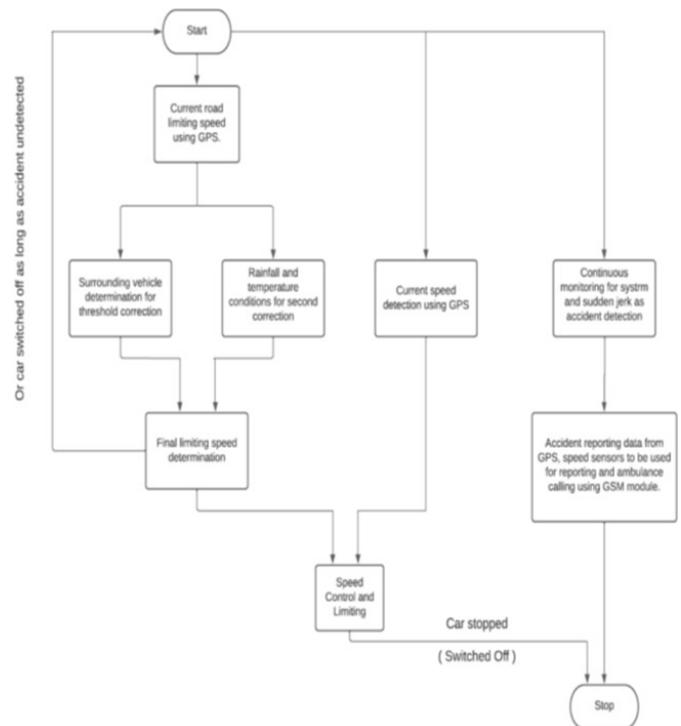 Start
Or car switched off as long as accident undetected
Current road
limiting speed
using GPS.
Surrounding vehicle
determination for
threshold correction
Rainfall and
temperature
conditions for second
correction
Current speed
detection using GPS
Continuous
monitoring for systrm
and sudden jerk as
accident detection
Final limiting speed
determination
Accident reporting data from
GPS, speed sensors to be used
for reporting and ambulance
calling using GSM module.
Speed
Control and
Limiting
Car stopped
( Switched Off )
Stop